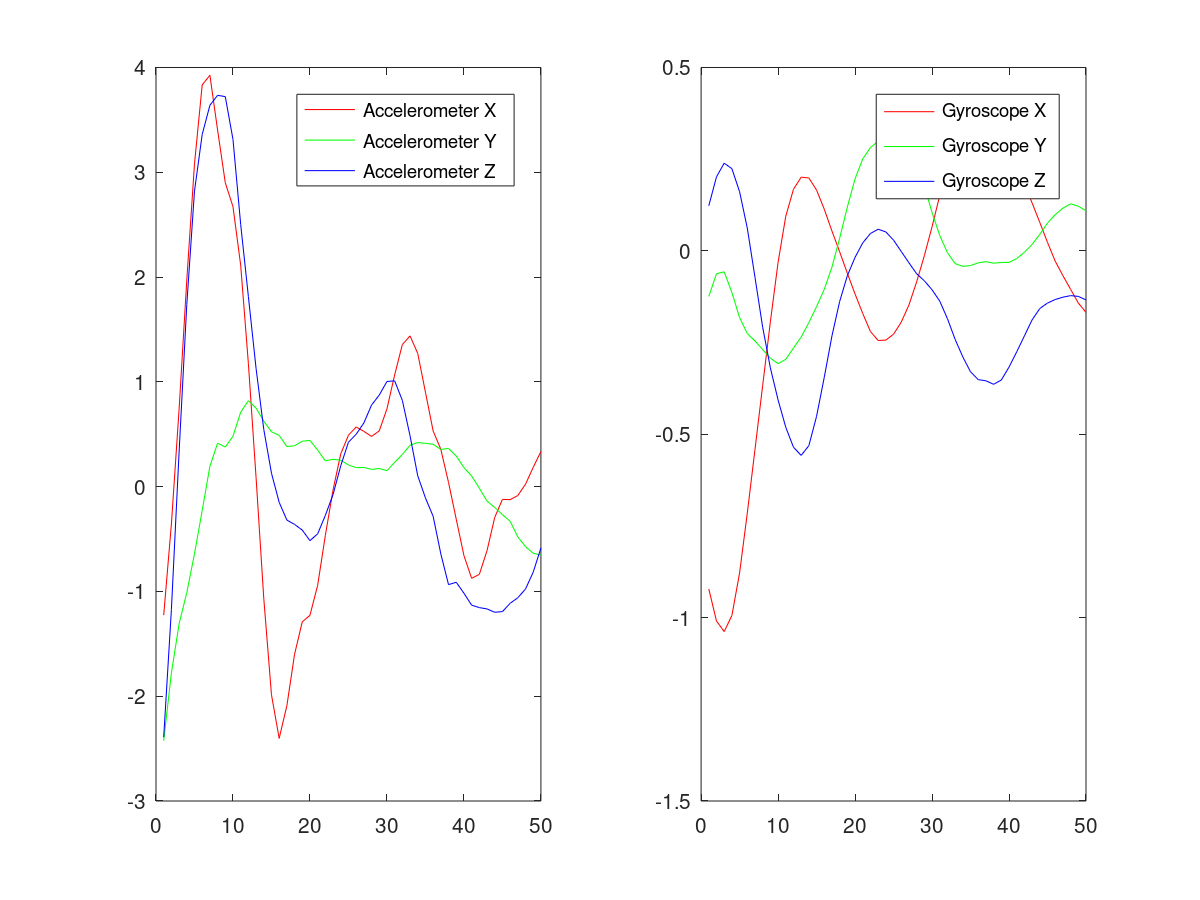 4
3
2
1
0
-1
-2
-3
0 10 20 30 40 50
Accelerometer X
Accelerometer Y
Accelerometer Z
0.5
0
-0.5
-1
-1.5
0 10 20 30 40 50
Gyroscope X
Gyroscope Y
Gyroscope Z